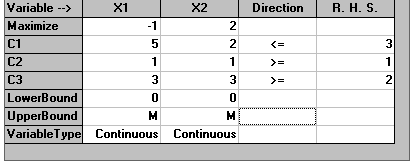 Variable --> X1 X2 Direction R. H. S.
Maximize -1 2
C1 5 2 <= 3
C2 1 1 >= 1
C3 3 3 >= 2
LowerBound 0 0
UpperBound M M
VariableType Continuous Continuous